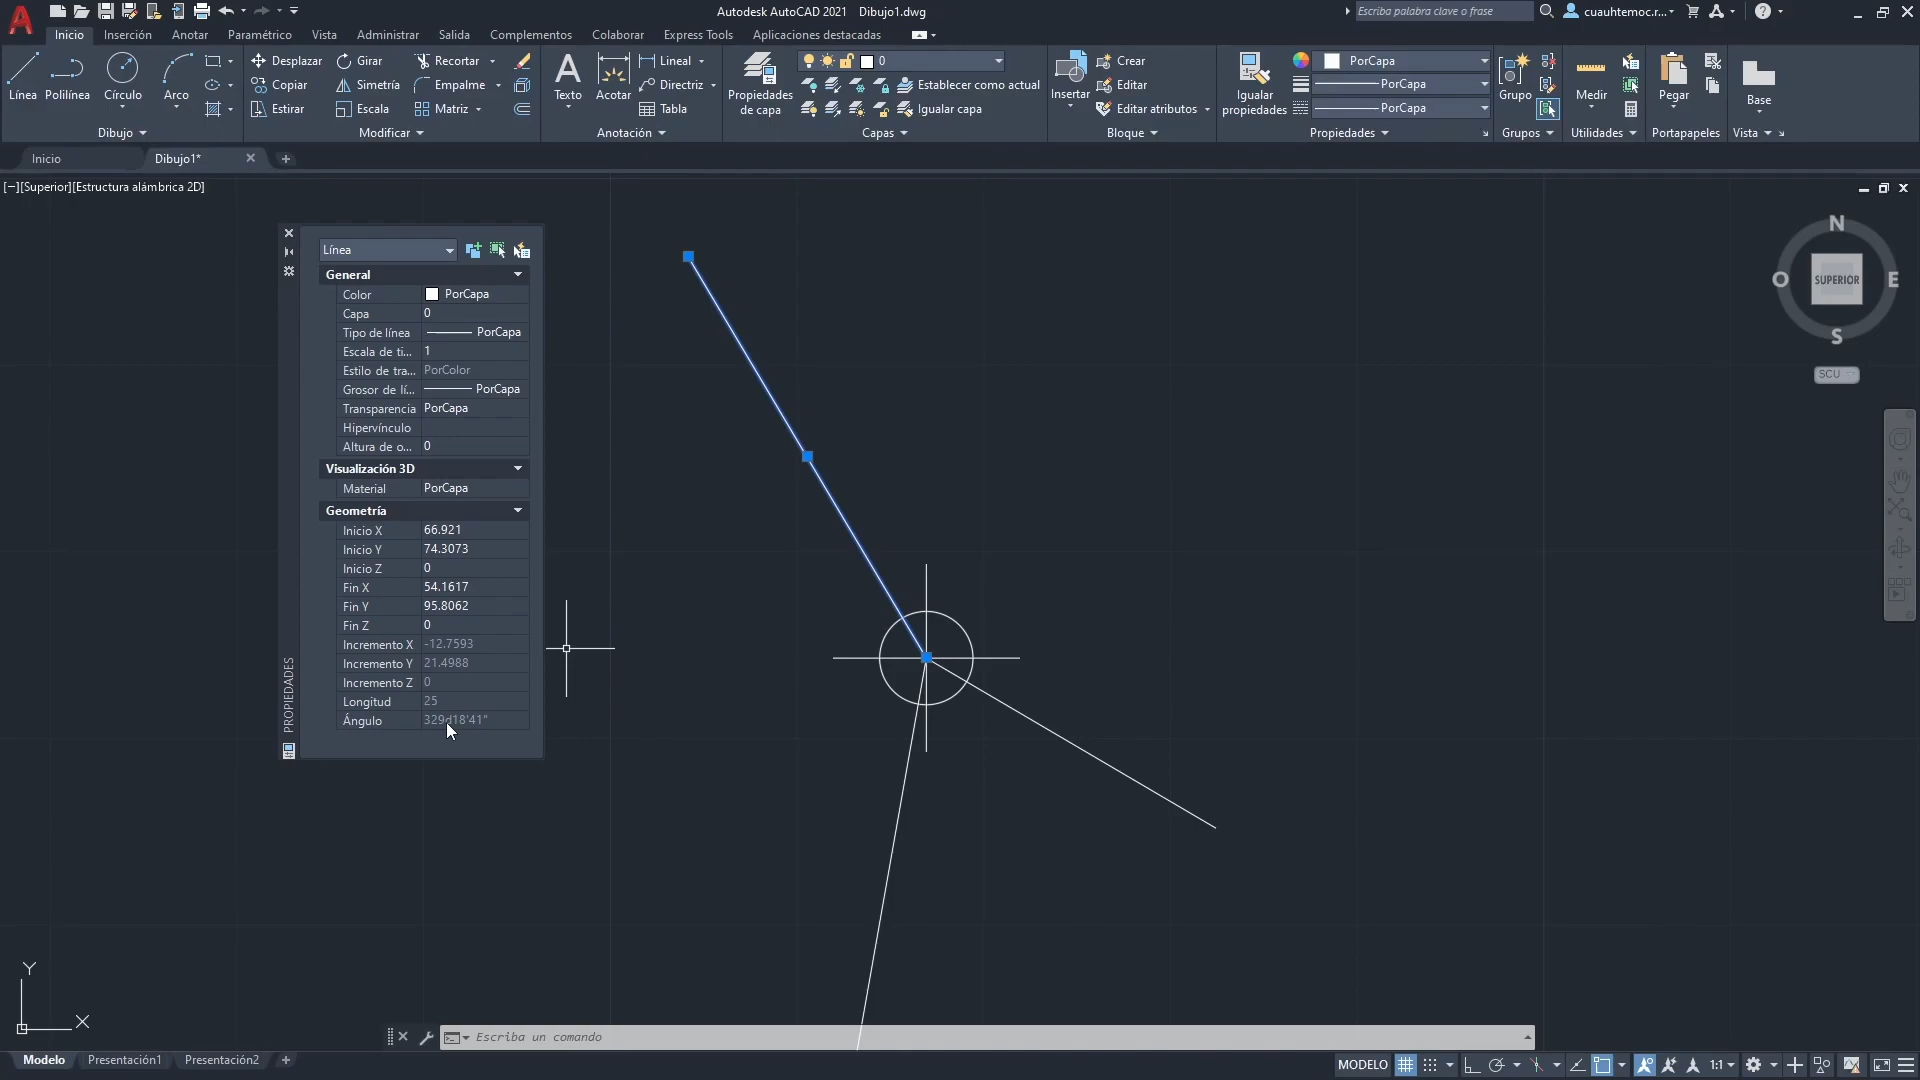 Autodesk AutoCAD 2021 Dibujo1.dwg
Escriba palabra clave o frase
cuauhtemoc.r...
Inicio Inserción Anotar Paramétrico Vista Administrar Salida Complementos Colaborar Express Tools Aplicaciones destacadas
Línea Polilínea Círculo Arco
Dibujo
Desplazar Girar Recortar
Copiar Simetría Empalme
Estirar Escala Matriz
Modificar
Texto Acotar
Lineal
Directriz
Tabla
Anotación
Propiedades
de capa
0
Establecer como actual
Igualar capa
Capas
Insertar
Crear
Editar
Editar atributos
Bloque
Igualar
propiedades
PorCapa
PorCapa
PorCapa
Propiedades
Grupo
Grupos
Medir
Utilidades
Pegar
Portapapeles
Base
Vista
Inicio Dibujo1*
[−][Superior][Estructura alámbrica 2D]
Línea
General
Color PorCapa
Capa 0
Tipo de línea PorCapa
Escala de ti... 1
Estilo de tra... PorColor
Grosor de lí... PorCapa
Transparencia PorCapa
Hipervínculo
Altura de o... 0
Visualización 3D
Material PorCapa
Geometría
Inicio X 66.921
Inicio Y 74.3073
Inicio Z 0
Fin X 54.1617
Fin Y 95.8062
Fin Z 0
Incremento X -12.7593
Incremento Y 21.4988
Incremento Z 0
Longitud 25
Ángulo 329d18'41"
PROPIEDADES
N
O SUPERIOR E
S
SCU
Y
X
Escriba un comando
Modelo Presentación1 Presentación2
MODELO 1:1